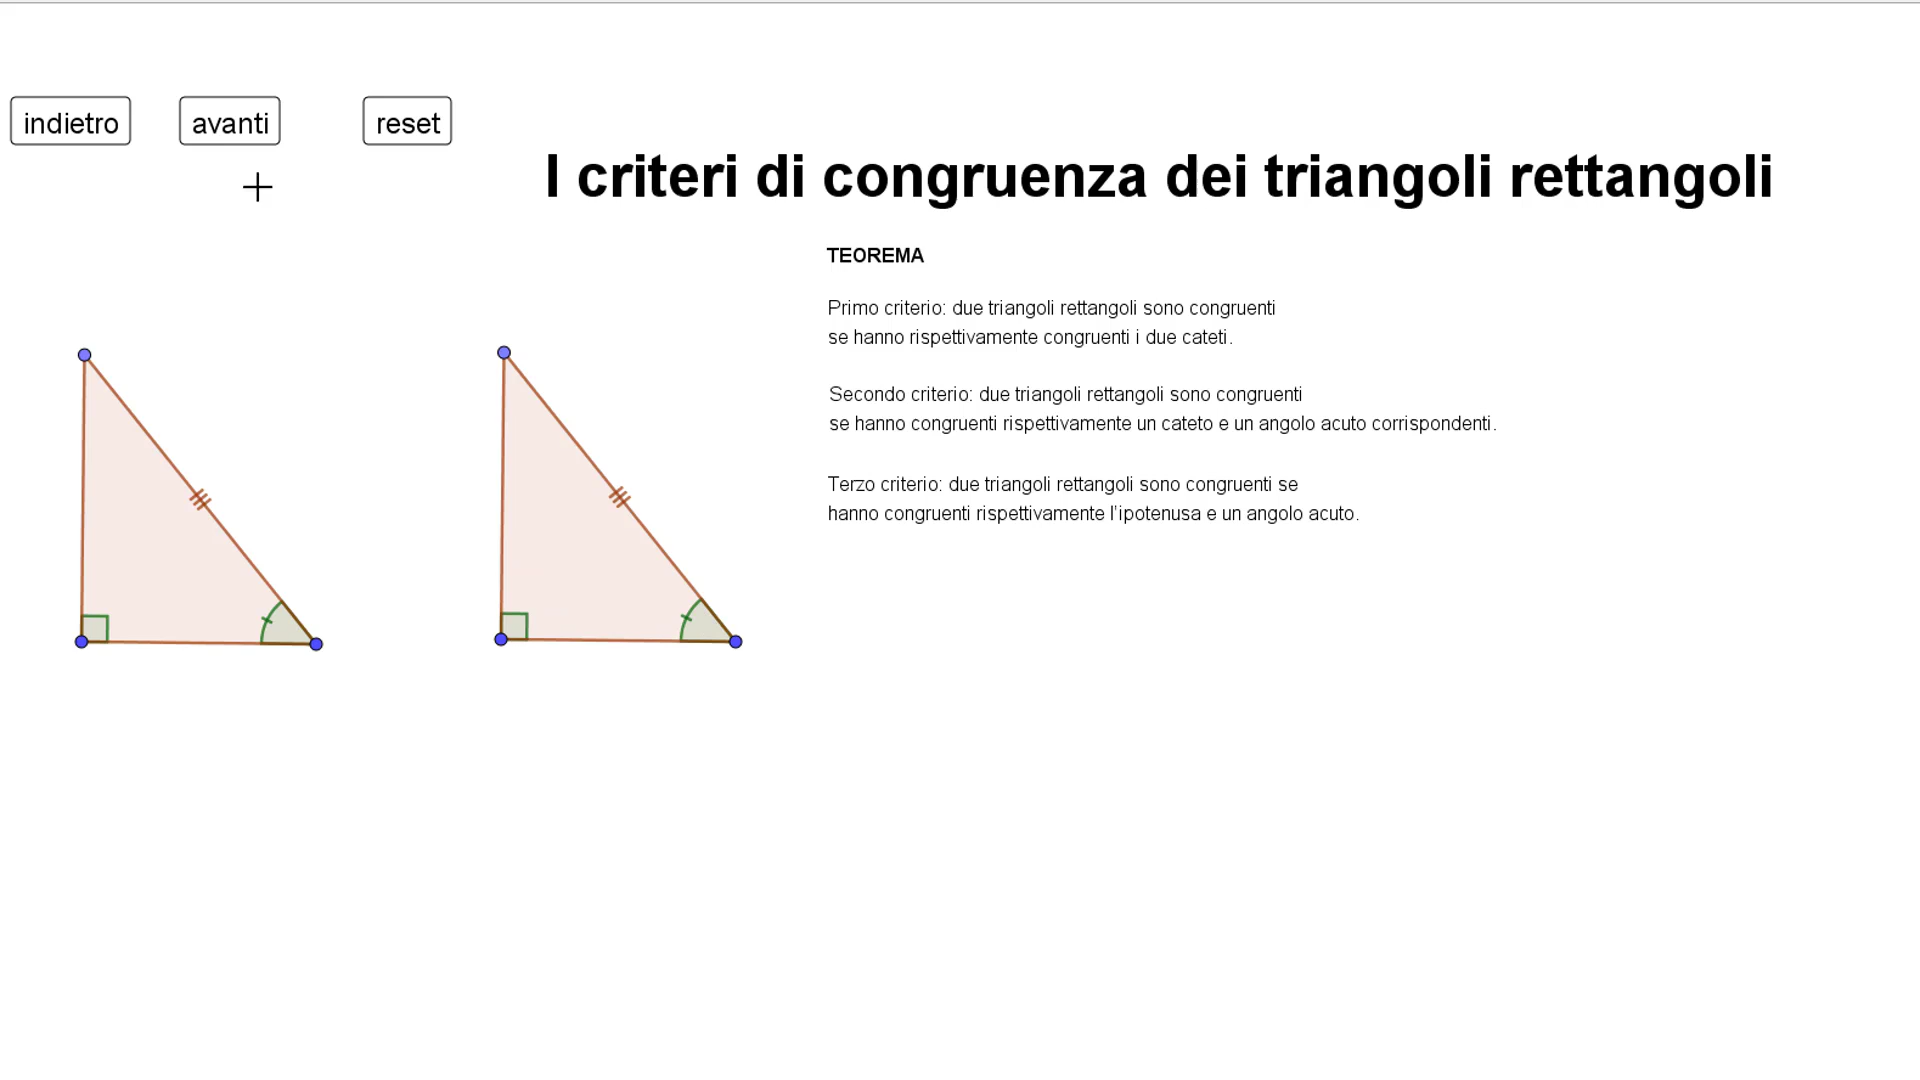 indietro
avanti
reset
I criteri di congruenza dei triangoli rettangoli
TEOREMA
Primo criterio: due triangoli rettangoli sono congruenti
se hanno rispettivamente congruenti i due cateti.
Secondo criterio: due triangoli rettangoli sono congruenti
se hanno congruenti rispettivamente un cateto e un angolo acuto corrispondenti.
Terzo criterio: due triangoli rettangoli sono congruenti se
hanno congruenti rispettivamente l'ipotenusa e un angolo acuto.